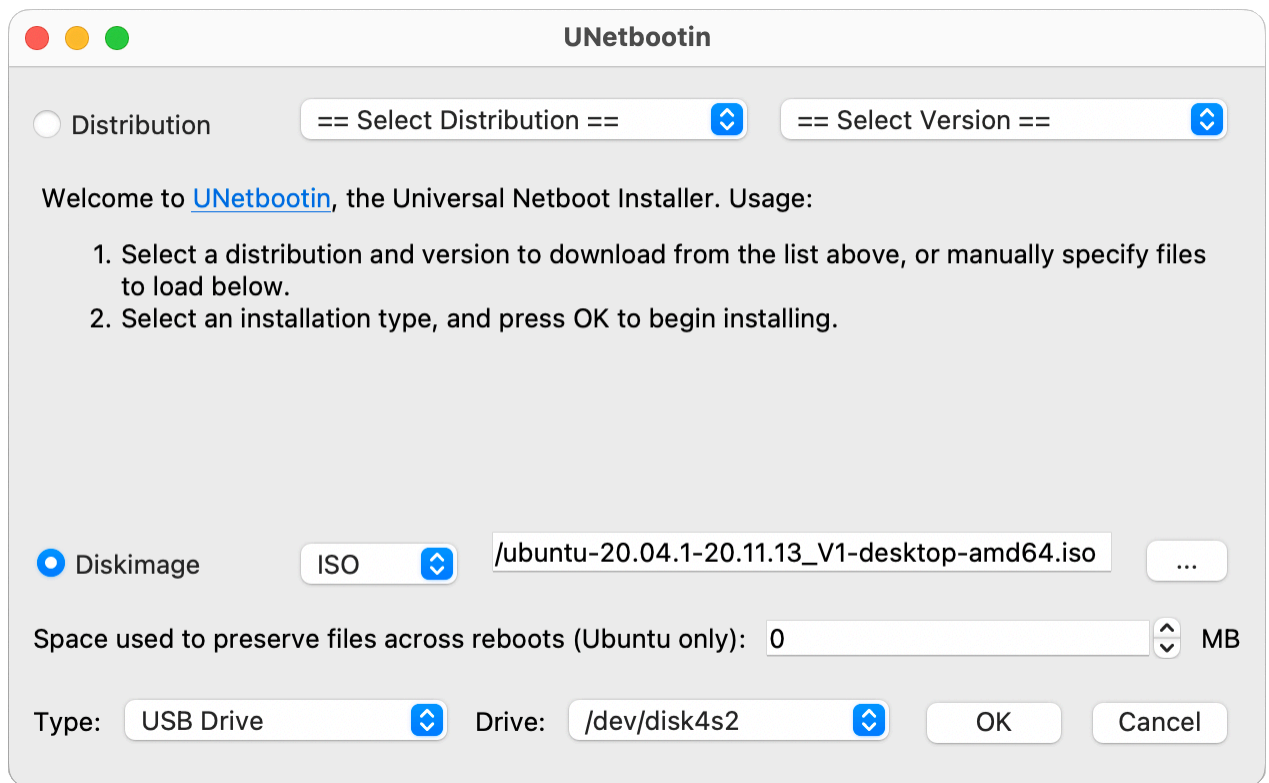 UNetbootin
Distribution
== Select Distribution ==
== Select Version ==
Welcome to UNetbootin, the Universal Netboot Installer. Usage:
1. Select a distribution and version to download from the list above, or manually specify files
to load below.
2. Select an installation type, and press OK to begin installing.
Diskimage
ISO
/ubuntu-20.04.1-20.11.13_V1-desktop-amd64.iso
...
Space used to preserve files across reboots (Ubuntu only):
0
MB
Type:
USB Drive
Drive:
/dev/disk4s2
OK
Cancel